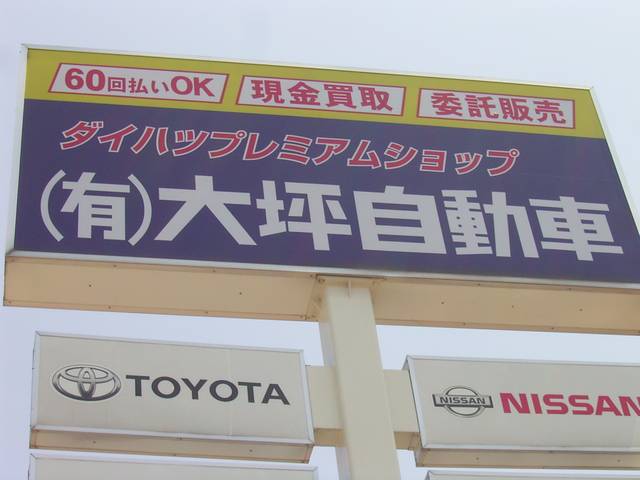 60回払いOK 現金買取 委託販売
ダイハツプレミアムショップ
(有)大坪自動車
TOYOTA
NISSAN NISSAN